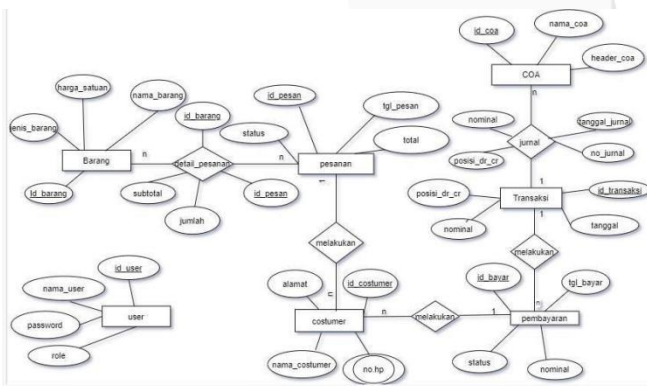 nama_coa
id_coa
header_coa
COA
n
harga_satuan
nama_barang
jenis_barang
id_barang
id_pesan
tgl_pesan
status
total
nominal
tanggal_jurnal
jurnal
no_jurnal
posisi_dr_cr
Barang
n
detail_pesanan
n
pesanan
Id_barang
subtotal
id_pesan
jumlah
1
posisi_dr_cr
1
id_transaksi
Transaksi
nominal
1
tanggal
id_user
nama_user
password
user
role
melakukan
melakukan
alamat
id_costumer
n
id_bayar
tgl_bayar
costumer
n
melakukan
1
pembayaran
nama_costumer
no.hp
status
nominal